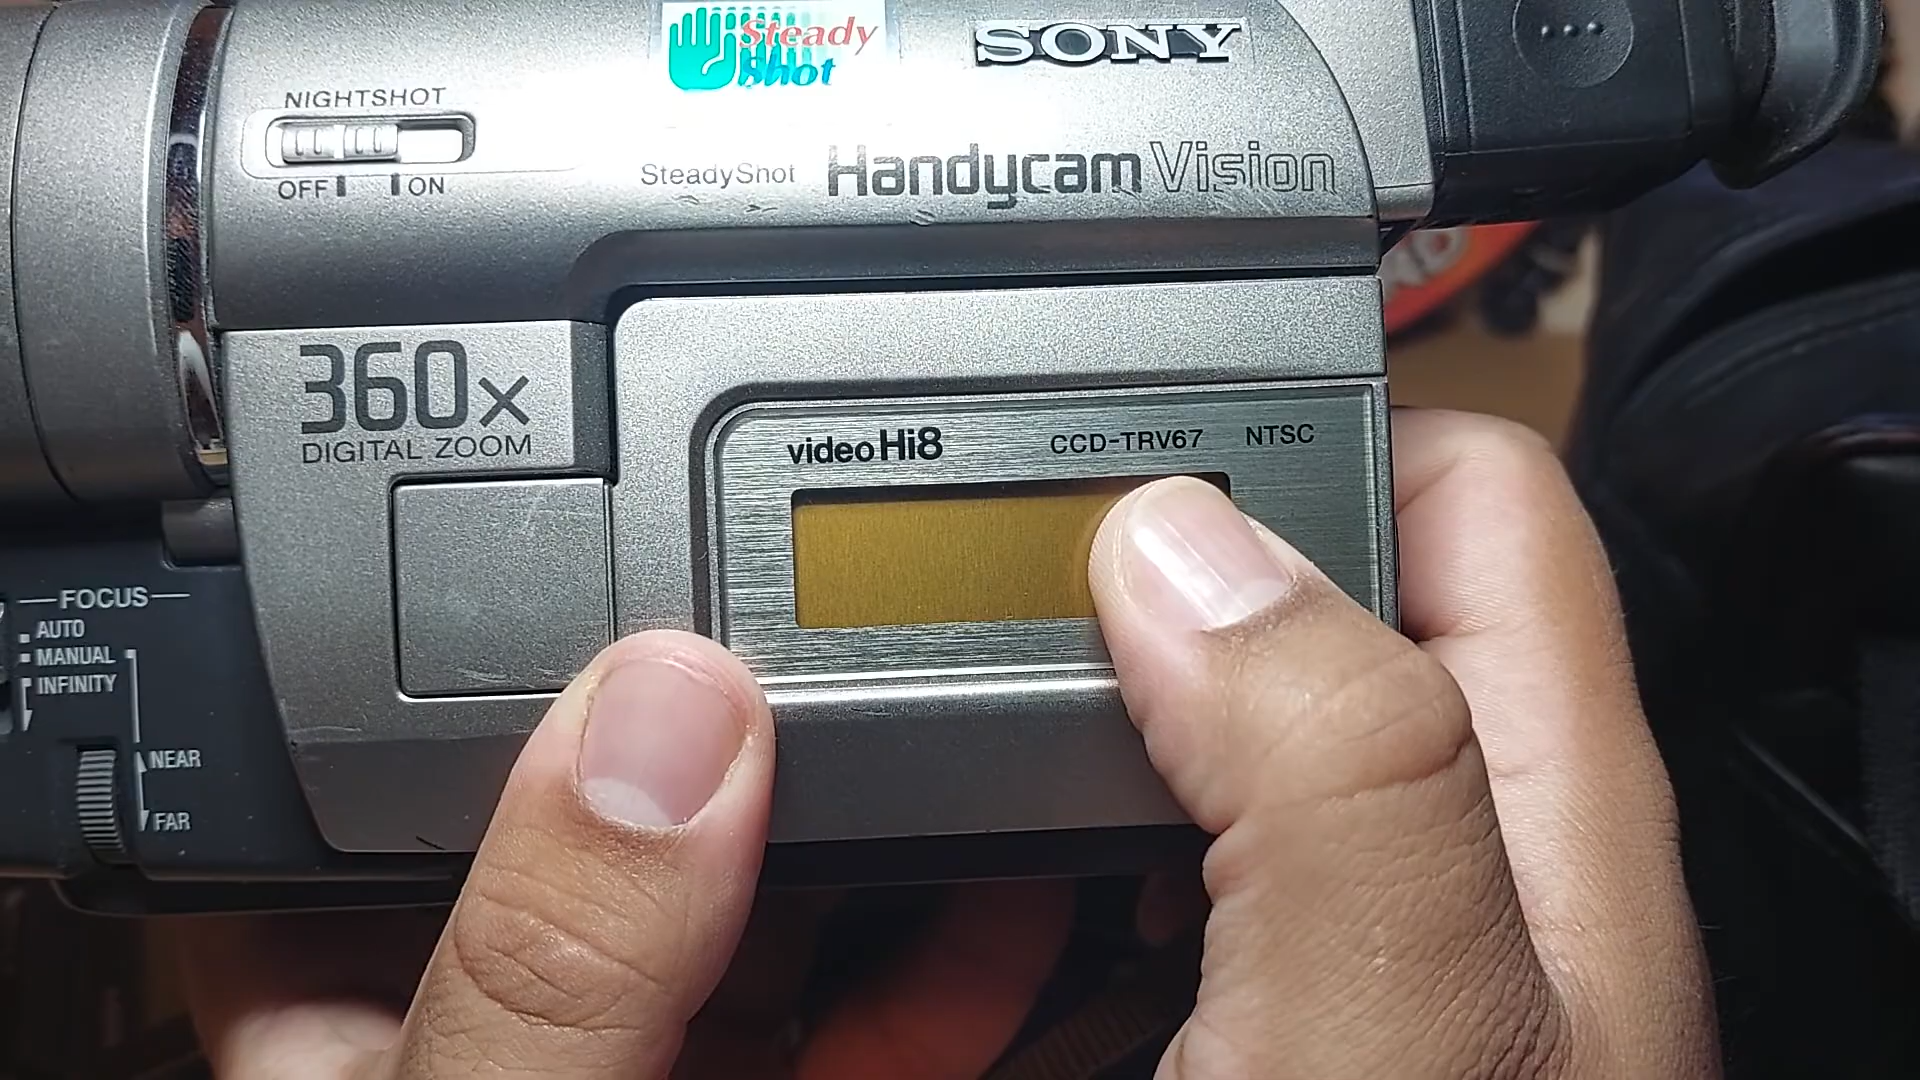 Steady
Shot
SONY
NIGHTSHOT
OFF ON
SteadyShot
Handycam Vision
360x
DIGITAL ZOOM
video Hi8
CCD-TRV67 NTSC
FOCUS
AUTO
MANUAL
INFINITY
NEAR
FAR